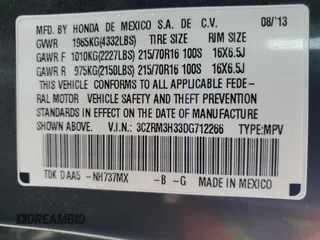 MFD. BY HONDA DE MEXICO S.A. DE C.V. 08/'13
GVWR 1965KG(4332LBS) TIRE SIZE RIM SIZE
GAWR F 1010KG(2227LBS) 215/70R16 100S 16X6.5J
GAWR R 975KG(2150LBS) 215/70R16 100S 16X6.5J
THIS VEHICLE CONFORMS TO ALL APPLICABLE FEDE-
RAL MOTOR VEHICLE SAFETY AND THEFT PREVENTION
STANDARDS IN EFFECT ON THE DATE OF MANUFACTURE
SHOWN ABOVE. V.I.N.: 3CZRM3H33DG712266 TYPE:MPV
TDK D AA5 -NH737MX -B -G MADE IN MEXICO
DREAMBID